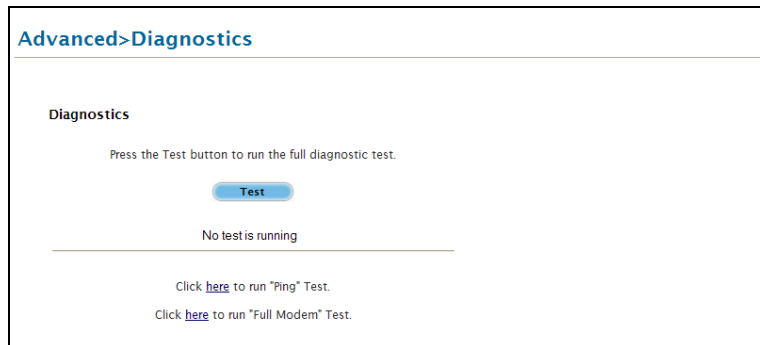 Advanced>Diagnostics
Diagnostics
Press the Test button to run the full diagnostic test.
Test
No test is running
Click here to run "Ping" Test.
Click here to run "Full Modem" Test.